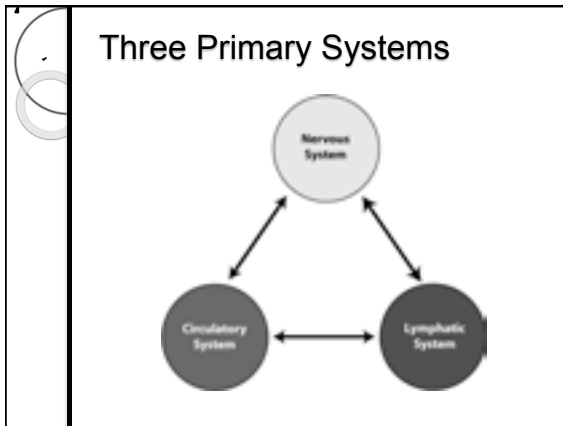 Three Primary Systems
Nervous
System
Circulatory
System
Lymphatic
System